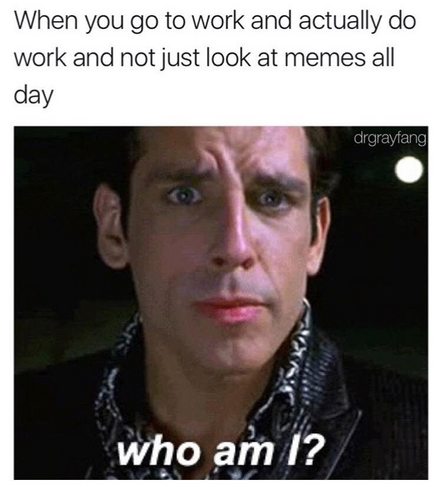 When you go to work and actually do
work and not just look at memes all
day
drgrayfang
who am I?